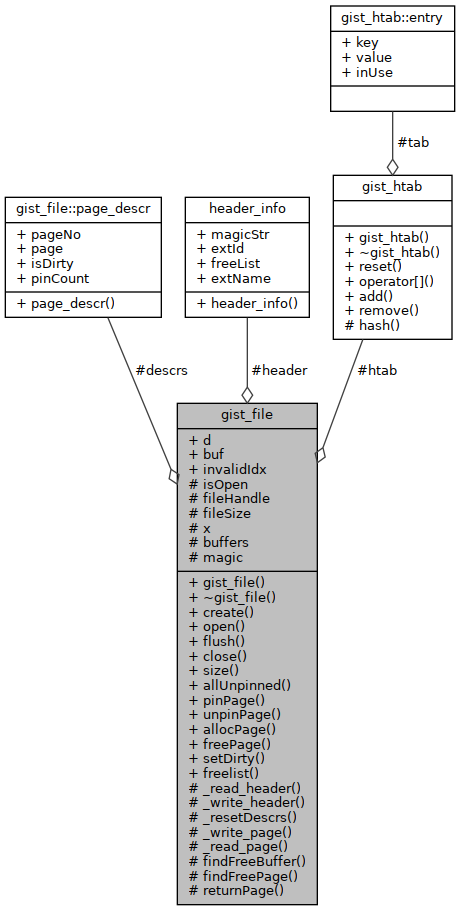 gist_htab::entry
+ key
+ value
+ inUse
#tab
gist_htab
+ gist_htab()
+ ~gist_htab()
+ reset()
+ operator[]()
+ add()
+ remove()
# hash()
gist_file::page_descr
+ pageNo
+ page
+ isDirty
+ pinCount
+ page_descr()
header_info
+ magicStr
+ extId
+ freeList
+ extName
+ header_info()
#descrs
#header
#htab
gist_file
+ d
+ buf
+ invalidIdx
# isOpen
# fileHandle
# fileSize
# x
# buffers
# magic
+ gist_file()
+ ~gist_file()
+ create()
+ open()
+ flush()
+ close()
+ size()
+ allUnpinned()
+ pinPage()
+ unpinPage()
+ allocPage()
+ freePage()
+ setDirty()
+ freelist()
# _read_header()
# _write_header()
# _resetDescrs()
# _write_page()
# _read_page()
# findFreeBuffer()
# findFreePage()
# returnPage()